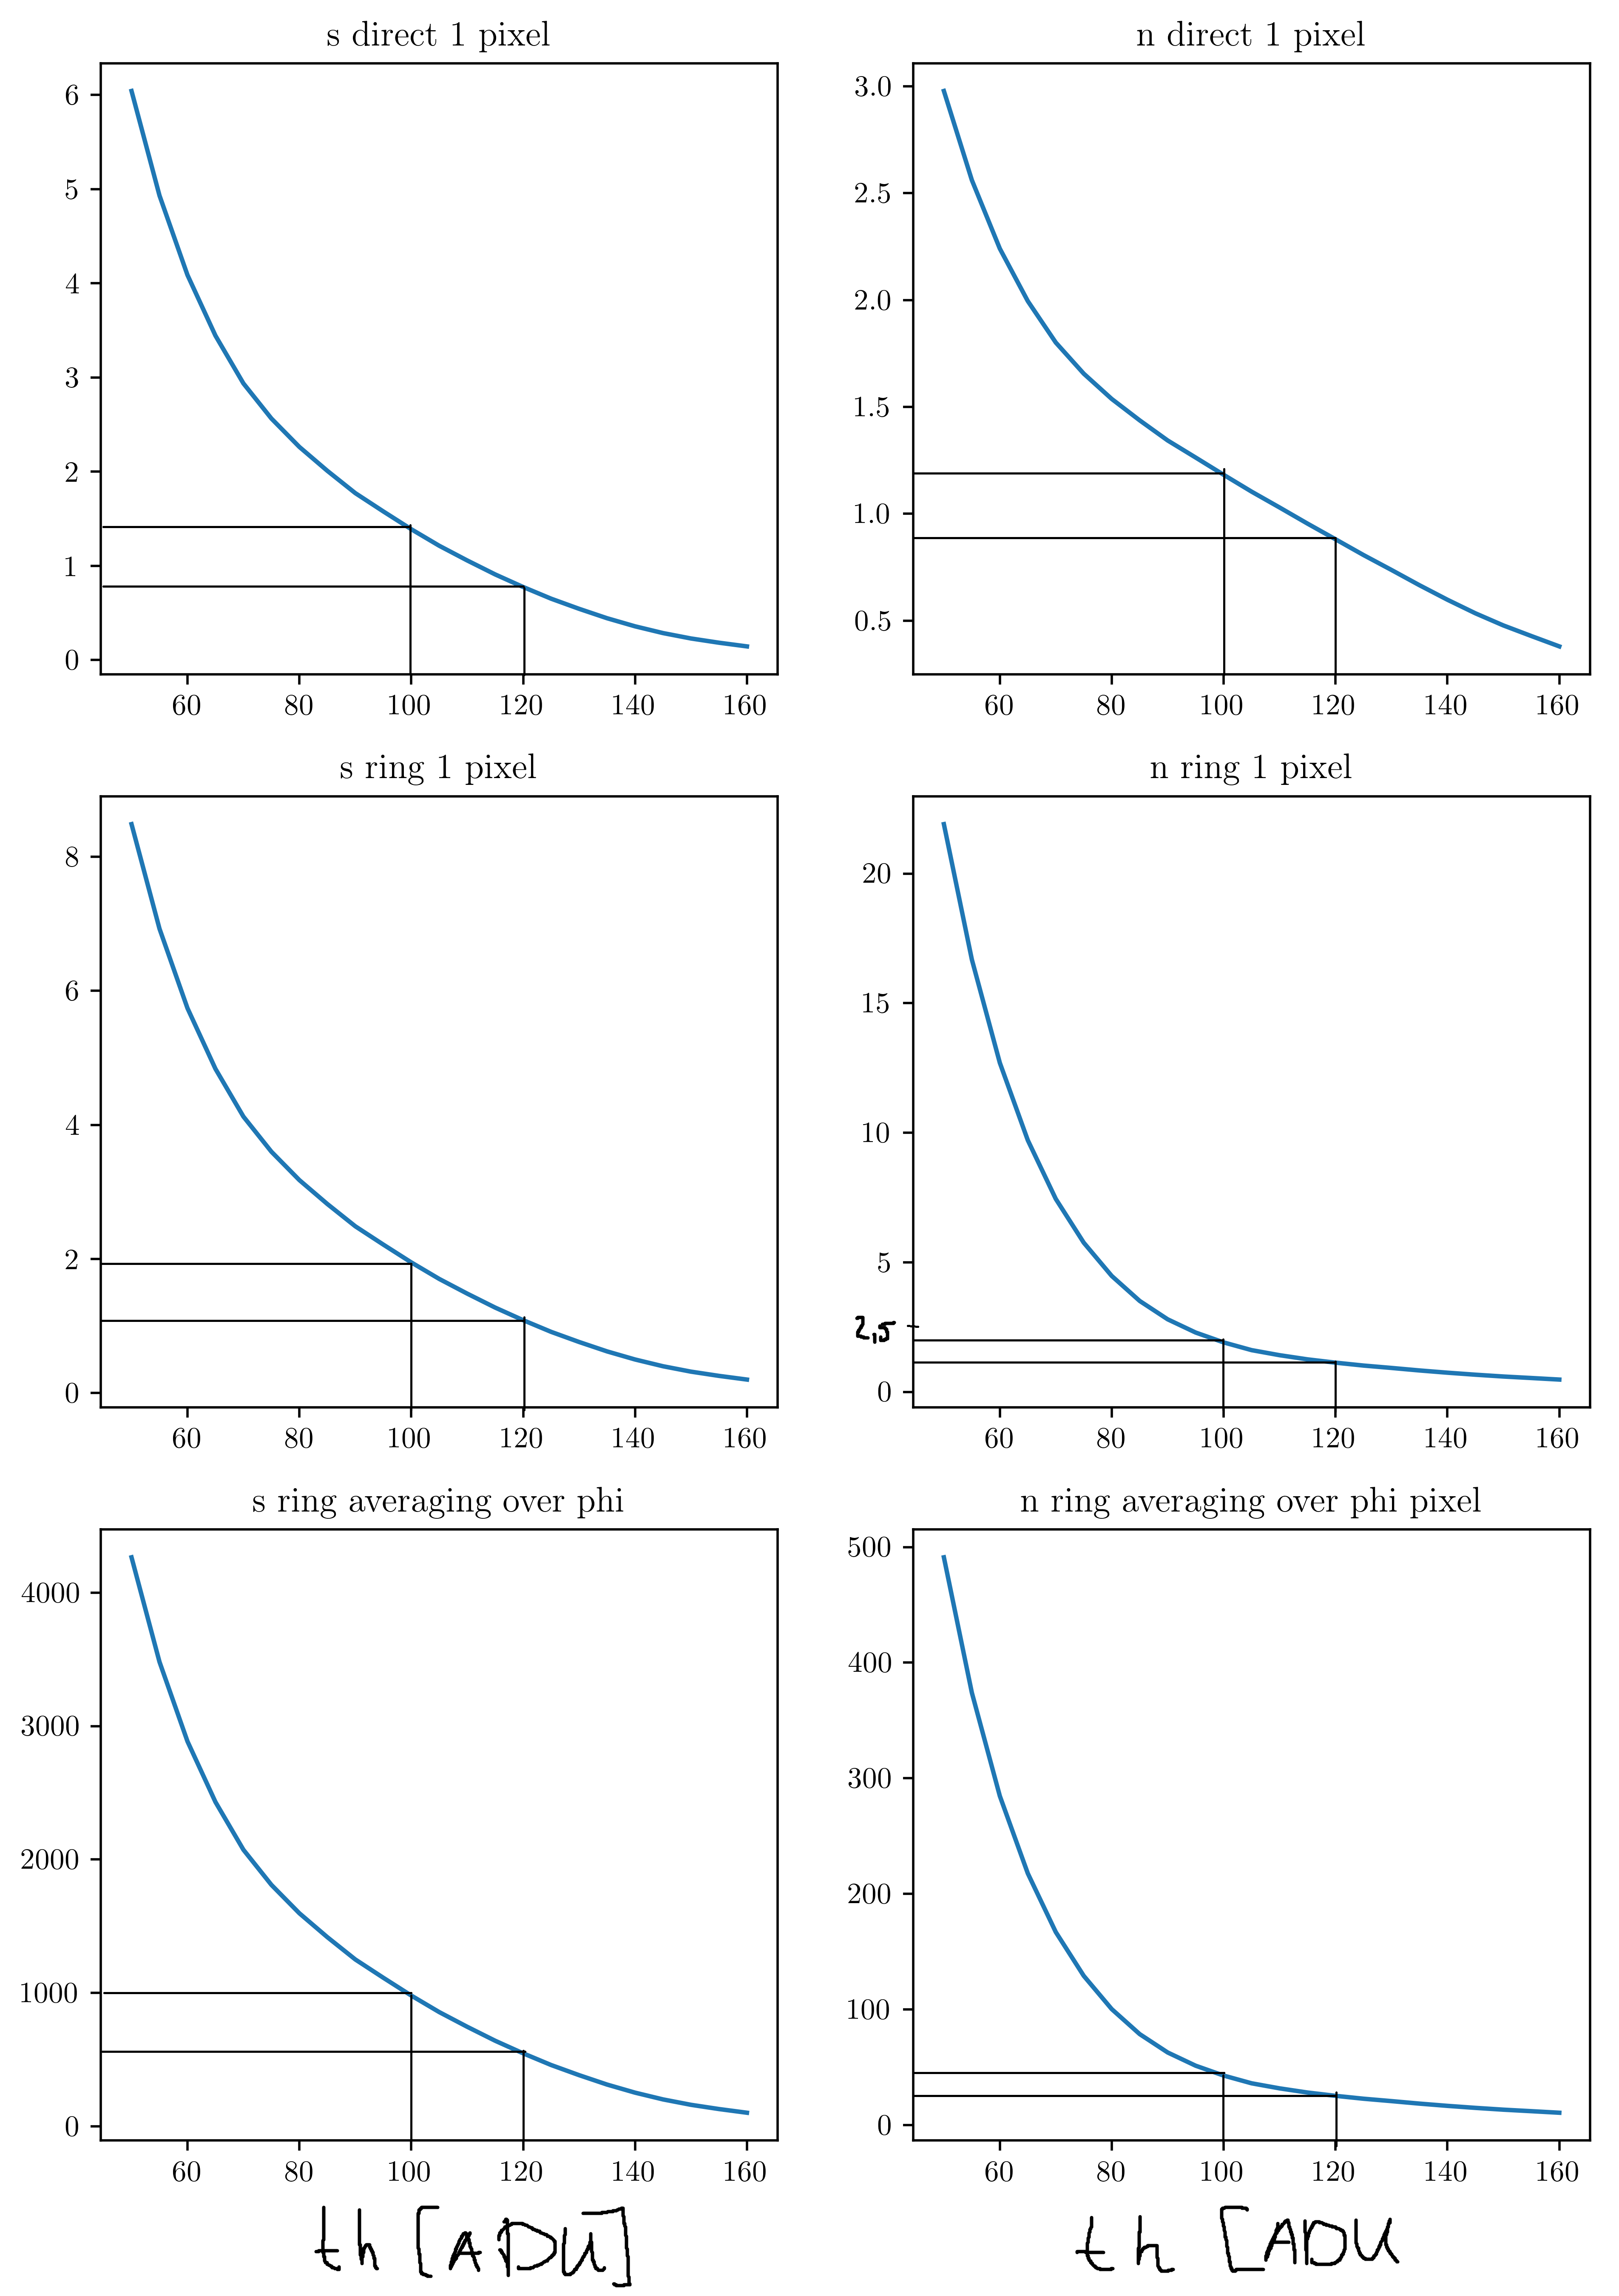 s direct 1 pixel
n direct 1 pixel
6
5
4
3
2
1
0
60 80 100 120 140 160
3.0
2.5
2.0
1.5
1.0
0.5
60 80 100 120 140 160
s ring 1 pixel
n ring 1 pixel
8
6
4
2
0
60 80 100 120 140 160
20
15
10
5
2,5
0
60 80 100 120 140 160
s ring averaging over phi
n ring averaging over phi pixel
4000
3000
2000
1000
0
60 80 100 120 140 160
500
400
300
200
100
0
60 80 100 120 140 160
th [ADU]
th [ADU